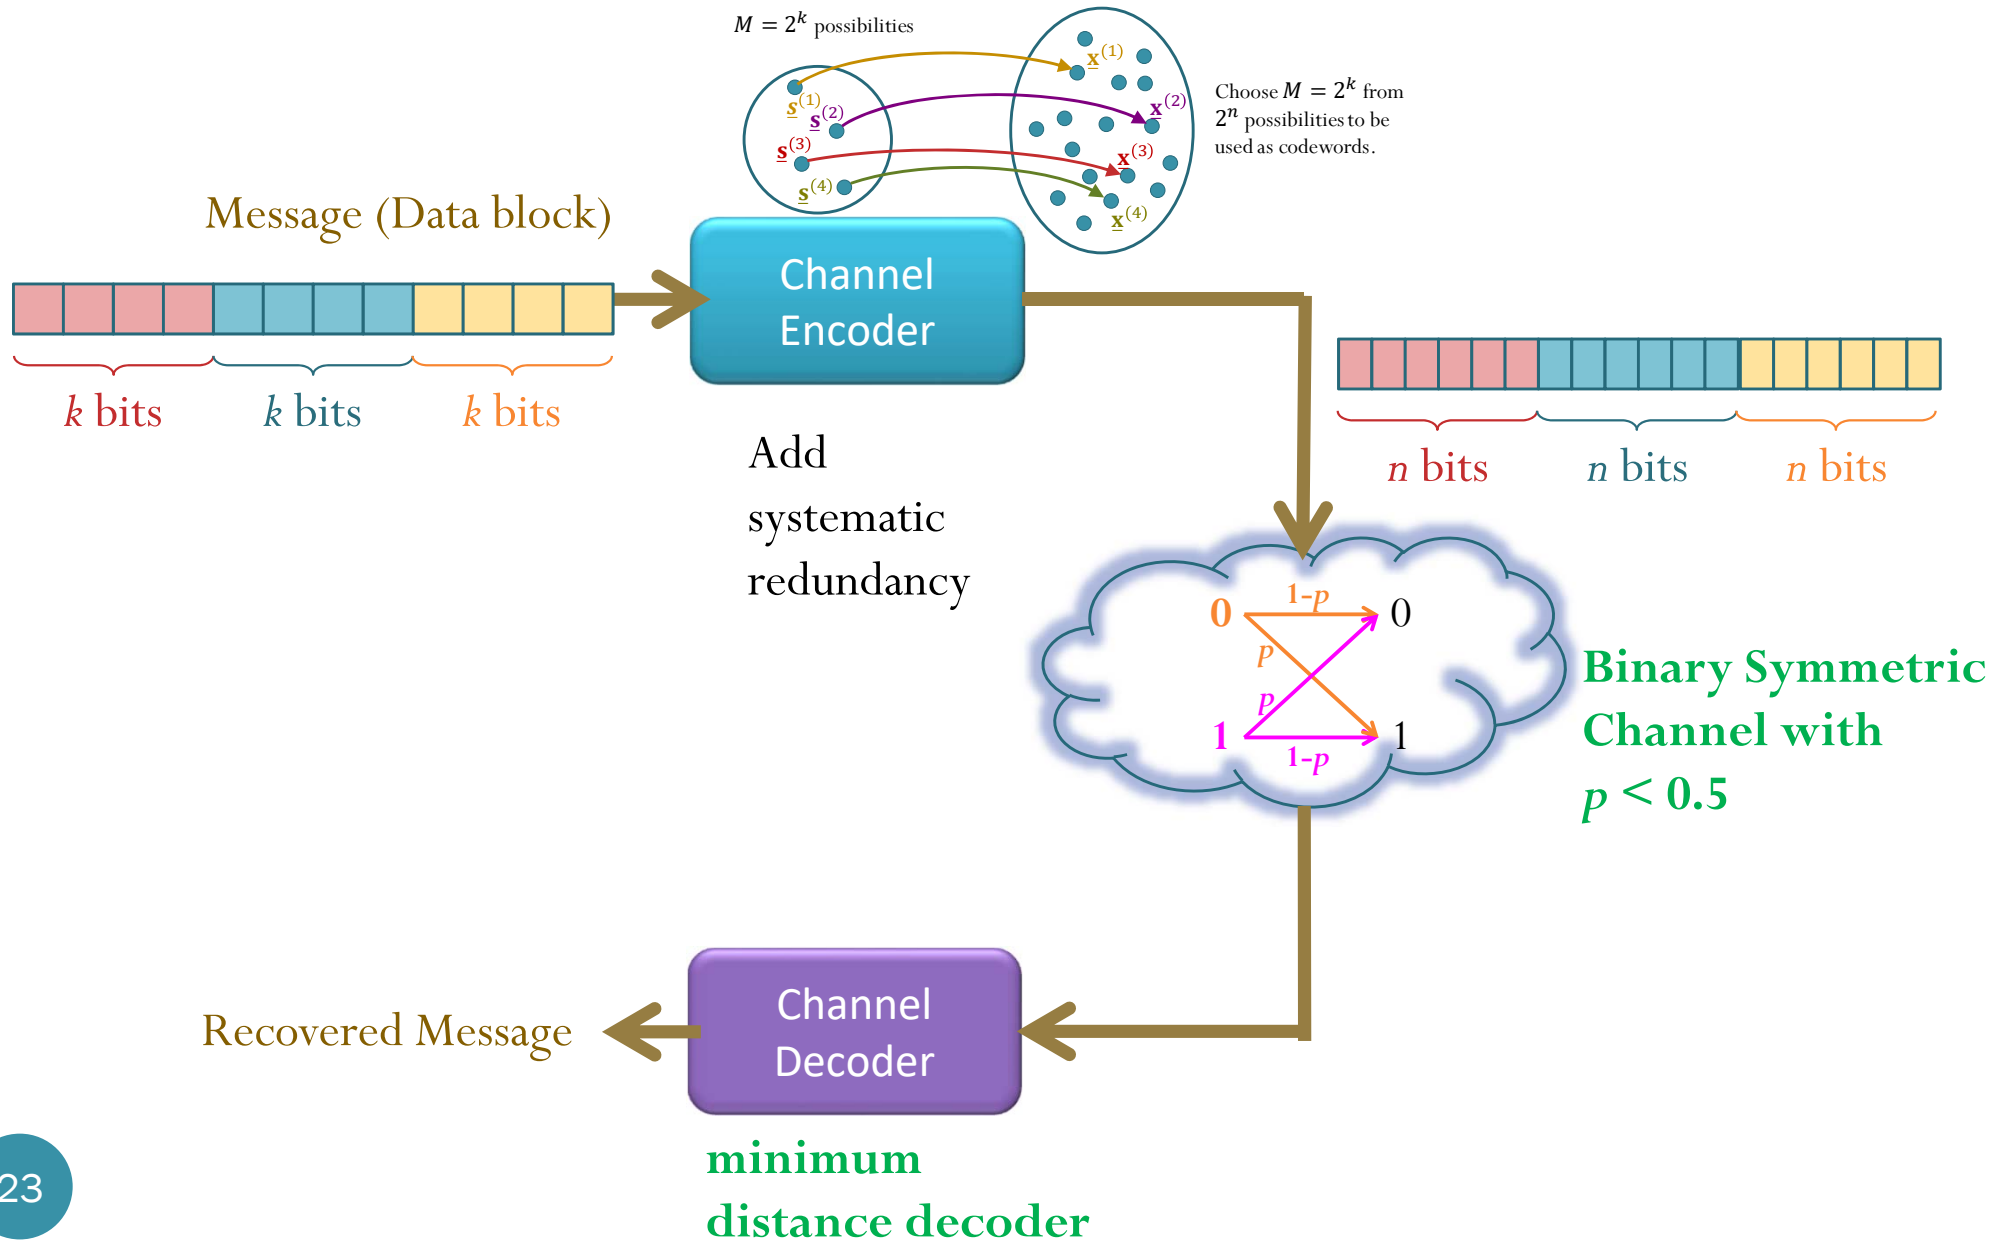 M = 2^k possibilities
s^(1)
s^(2)
s^(3)
s^(4)
x^(1)
x^(2)
x^(3)
x^(4)
Choose M = 2^k from
2^n possibilities to be
used as codewords.
Message (Data block)
k bits
k bits
k bits
Channel
Encoder
Add
systematic
redundancy
n bits
n bits
n bits
0
1-p
0
p
p
1
1-p
1
Binary Symmetric
Channel with
p < 0.5
Channel
Decoder
Recovered Message
minimum
distance decoder
23